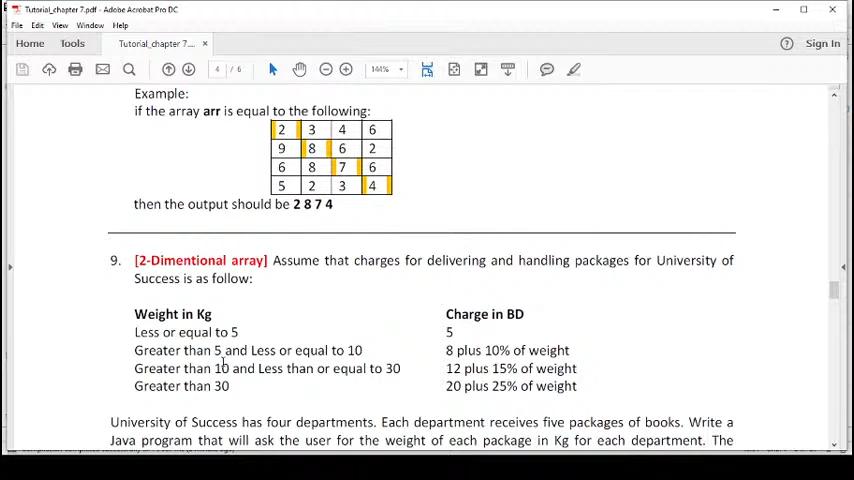 Tutorial_chapter 7.pdf - Adobe Acrobat Pro DC
File Edit View Window Help
Home Tools Tutorial_chapter 7.... × Sign In
4 / 6 144%
Example:
if the array arr is equal to the following:
2 3 4 6
9 8 6 2
6 8 7 6
5 2 3 4
then the output should be 2 8 7 4
9. [2-Dimentional array] Assume that charges for delivering and handling packages for University of
Success is as follow:
Weight in Kg Charge in BD
Less or equal to 5 5
Greater than 5 and Less or equal to 10 8 plus 10% of weight
Greater than 10 and Less than or equal to 30 12 plus 15% of weight
Greater than 30 20 plus 25% of weight
University of Success has four departments. Each department receives five packages of books. Write a
Java program that will ask the user for the weight of each package in Kg for each department. The